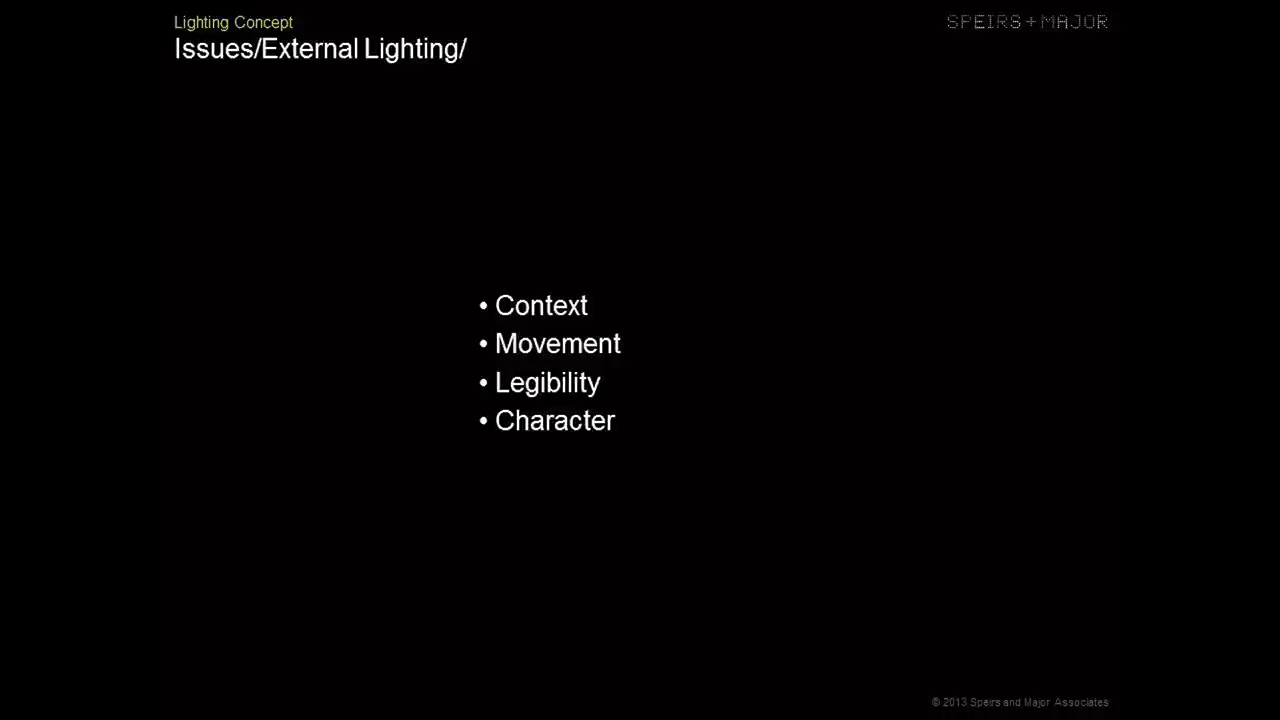 Lighting Concept
SPEIRS+MAJOR
Issues/External Lighting/
• Context
• Movement
• Legibility
• Character
© 2013 Speirs and Major Associates